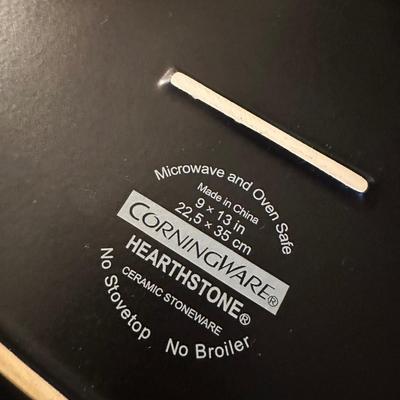 Microwave and Oven Safe
Made in China
9 × 13 in
22,5 × 35 cm
CORNINGWARE®
HEARTHSTONE®
CERAMIC STONEWARE
No Stovetop No Broiler